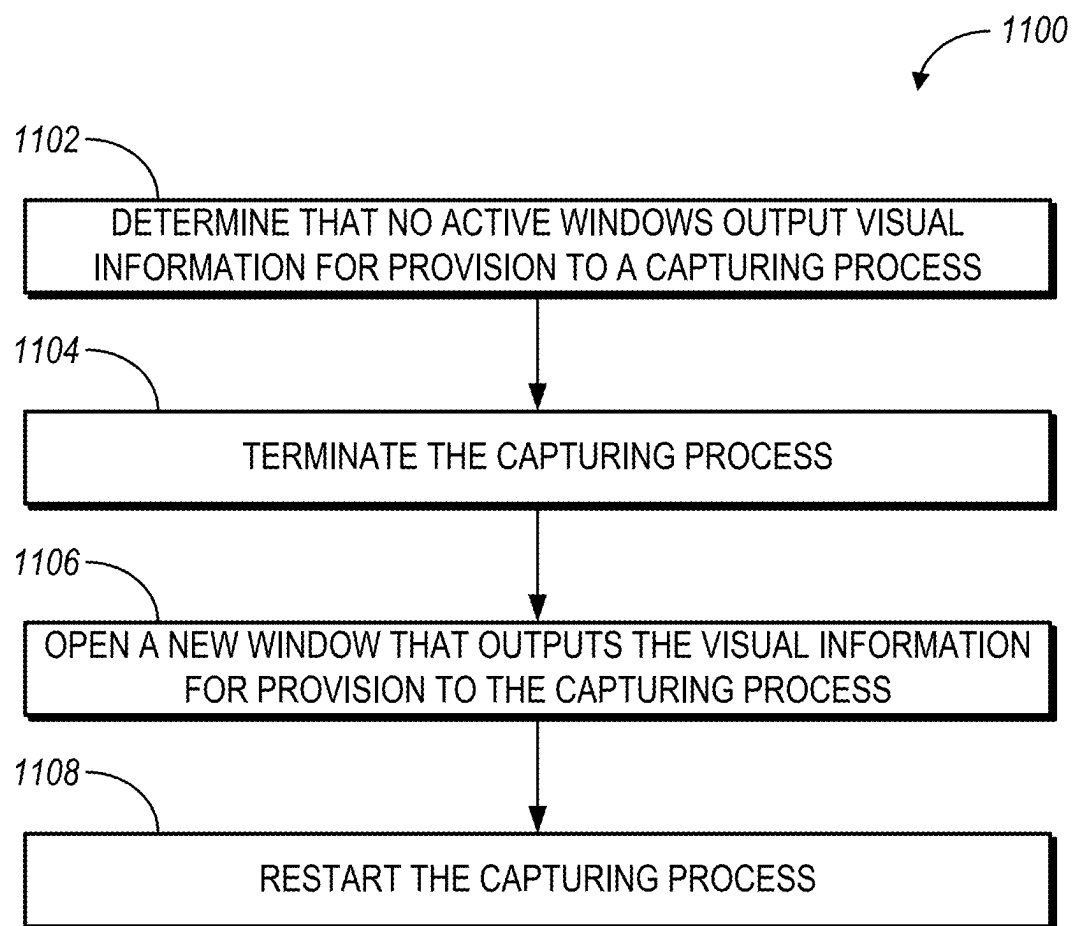 1100
1102
DETERMINE THAT NO ACTIVE WINDOWS OUTPUT VISUAL
INFORMATION FOR PROVISION TO A CAPTURING PROCESS
1104
TERMINATE THE CAPTURING PROCESS
1106
OPEN A NEW WINDOW THAT OUTPUTS THE VISUAL INFORMATION
FOR PROVISION TO THE CAPTURING PROCESS
1108
RESTART THE CAPTURING PROCESS